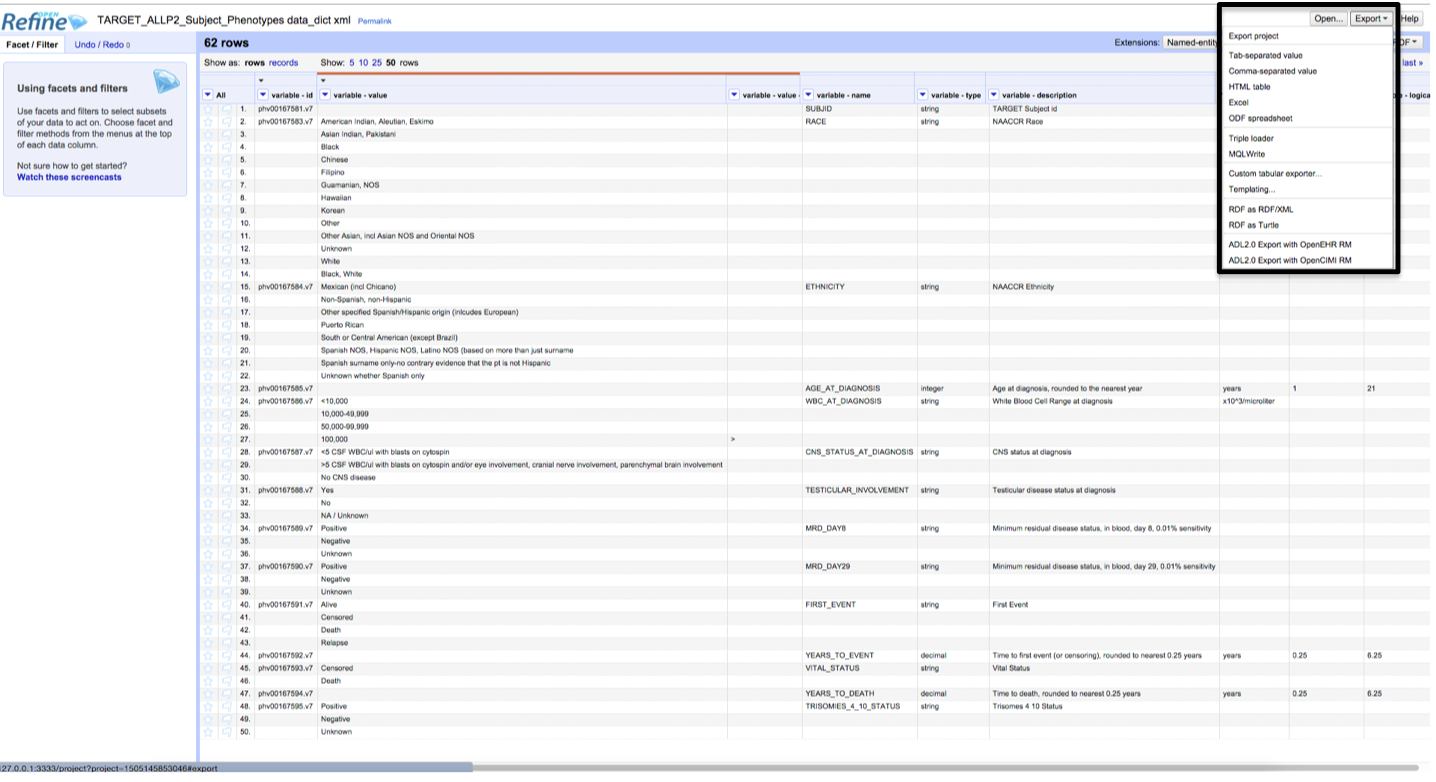 OPEN
Refine TARGET_ALLP2_Subject_Phenotypes data_dict xml Permalink
Open... Export Help
Facet / Filter Undo / Redo 0
62 rows
Extensions: Named-entity
Show as: rows records Show: 5 10 25 50 rows
last »
Using facets and filters
Use facets and filters to select subsets
of your data to act on. Choose facet and
filter methods from the menus at the top
of each data column.
Not sure how to get started?
Watch these screencasts
Export project
Tab-separated value
Comma-separated value
HTML table
Excel
ODF spreadsheet
Triple loader
MQLWrite
Custom tabular exporter...
Templating...
RDF as RDF/XML
RDF as Turtle
ADL2.0 Export with OpenEHR RM
ADL2.0 Export with OpenCIMI RM
All variable - id variable - value variable - value variable - name variable - type variable - description
1. phv00167581.v7 SUBJID string TARGET Subject id
2. phv00167583.v7 American Indian, Aleutian, Eskimo RACE string NAACCR Race
3. Asian Indian, Pakistani
4. Black
5. Chinese
6. Filipino
7. Guamanian, NOS
8. Hawaiian
9. Korean
10. Other
11. Other Asian, incl Asian NOS and Oriental NOS
12. Unknown
13. White
14. Black, White
15. phv00167584.v7 Mexican (incl Chicano) ETHNICITY string NAACCR Ethnicity
16. Non-Spanish, non-Hispanic
17. Other specified Spanish/Hispanic origin (inlcudes European)
18. Puerto Rican
19. South or Central American (except Brazil)
20. Spanish NOS, Hispanic NOS, Latino NOS (based on more than just surname
21. Spanish surname only-no contrary evidence that the pt is not Hispanic
22. Unknown whether Spanish only
23. phv00167585.v7 AGE_AT_DIAGNOSIS integer Age at diagnosis, rounded to the nearest year years 1 21
24. phv00167586.v7 <10,000 WBC_AT_DIAGNOSIS string White Blood Cell Range at diagnosis x10^3/microliter
25. 10,000-49,999
26. 50,000-99.999
27. 100,000 >
28. phv00167587.v7 <5 CSF WBC/ul with blasts on cytospin CNS_STATUS_AT_DIAGNOSIS string CNS status at diagnosis
29. >5 CSF WBC/ul with blasts on cytospin and/or eye involvement, cranial nerve involvement, parenchymal brain involvement
30. No CNS disease
31. phv00167588.v7 Yes TESTICULAR_INVOLVEMENT string Testicular disease status at diagnosis
32. No
33. NA / Unknown
34. phv00167589.v7 Positive MRD_DAY8 string Minimum residual disease status, in blood, day 8, 0.01% sensitivity
35. Negative
36. Unknown
37. phv00167590.v7 Positive MRD_DAY29 string Minimum residual disease status, in blood, day 29, 0.01% sensitivity
38. Negative
39. Unknown
40. phv00167591.v7 Alive FIRST_EVENT string First Event
41. Censored
42. Death
43. Relapse
44. phv00167592.v7 YEARS_TO_EVENT decimal Time to first event (or censoring), rounded to nearest 0.25 years years 0.25 6.25
45. phv00167593.v7 Censored VITAL_STATUS string Vital Status
46. Death
47. phv00167594.v7 YEARS_TO_DEATH decimal Time to death, rounded to nearest 0.25 years years 0.25 6.25
48. phv00167595.v7 Positive TRISOMIES_4_10_STATUS string Trisomes 4 10 Status
49. Negative
50. Unknown
27.0.0.1:3333/project?project=1505145853046#export